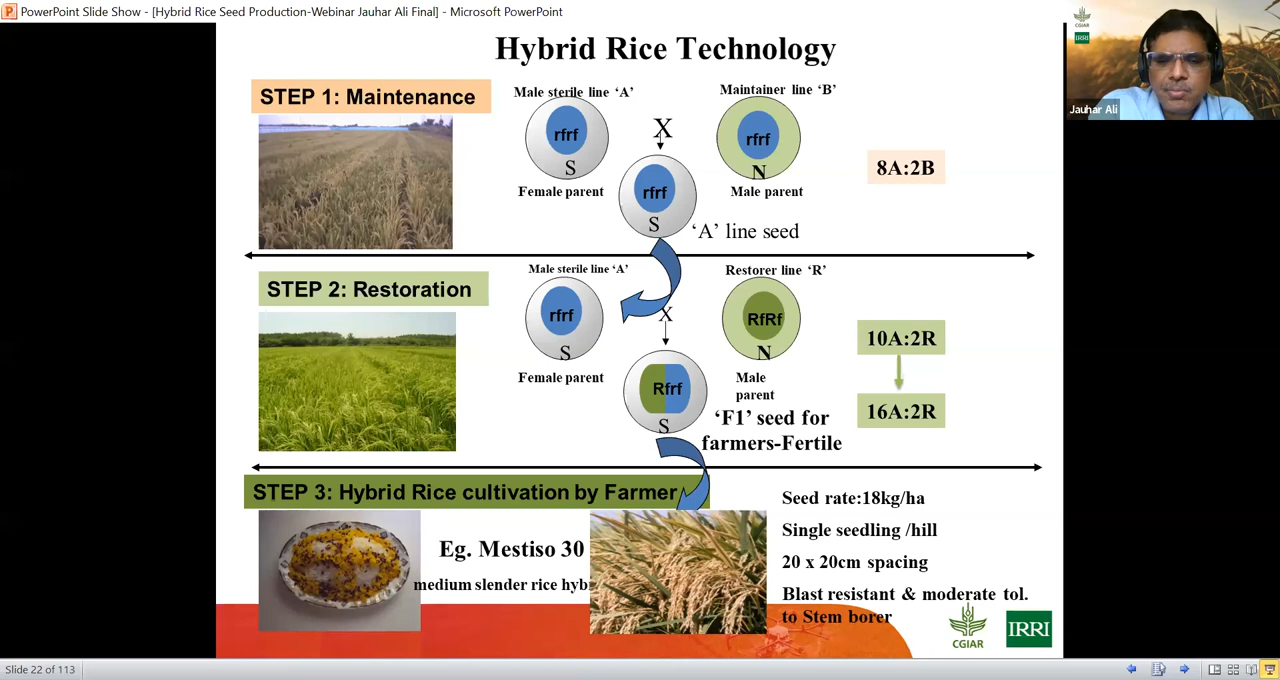 PowerPoint Slide Show - [Hybrid Rice Seed Production-Webinar Jauhar Ali Final] - Microsoft PowerPoint
CGIAR
IRRI
Jauhar Ali
Hybrid Rice Technology
STEP 1: Maintenance
Male sterile line ‘A’
Maintainer line ‘B’
rfrf
S
X
rfrf
N
8A:2B
Female parent
Male parent
rfrf
S
‘A’ line seed
STEP 2: Restoration
Male sterile line ‘A’
Restorer line ‘R’
rfrf
S
X
RfRf
N
10A:2R
Female parent
Male
parent
Rfrf
S
16A:2R
‘F1’ seed for
farmers-Fertile
STEP 3: Hybrid Rice cultivation by Farmer
Eg. Mestiso 30
medium slender rice hyb
Seed rate:18kg/ha
Single seedling /hill
20 x 20cm spacing
Blast resistant & moderate tol.
to Stem borer
CGIAR
IRRI
Slide 22 of 113